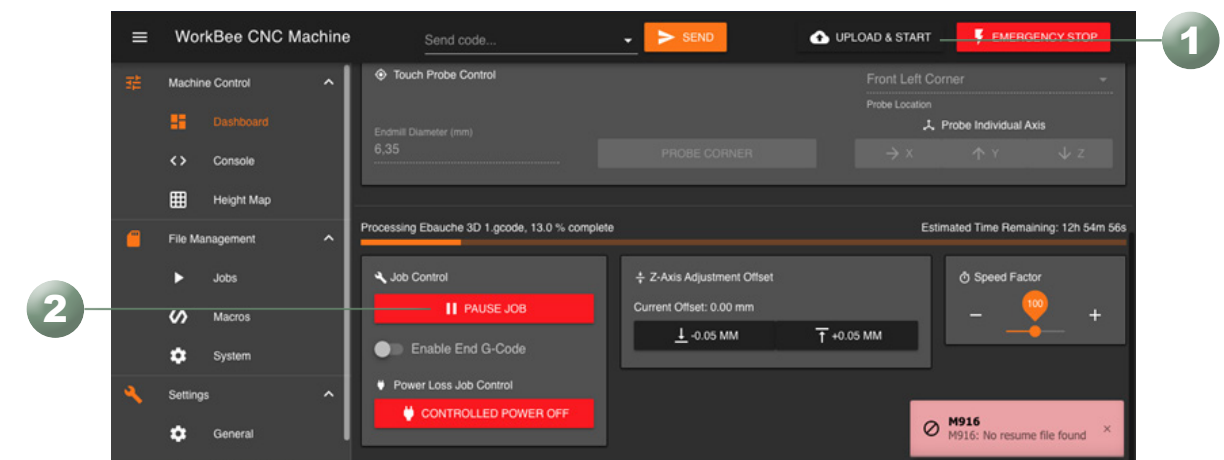 WorkBee CNC Machine
Send code...
SEND
UPLOAD & START
EMERGENCY STOP
1
Machine Control
Dashboard
Console
Height Map
File Management
Jobs
Macros
System
Settings
General
Touch Probe Control
Front Left Corner
Probe Location
Probe Individual Axis
Endmill Diameter (mm)
6,35
PROBE CORNER
X
Y
Z
Processing Ebauche 3D 1.gcode, 13.0 % complete
Estimated Time Remaining: 12h 54m 56s
Job Control
2
PAUSE JOB
Enable End G-Code
Power Loss Job Control
CONTROLLED POWER OFF
Z-Axis Adjustment Offset
Current Offset: 0.00 mm
-0.05 MM
+0.05 MM
Speed Factor
100
M916
M916: No resume file found